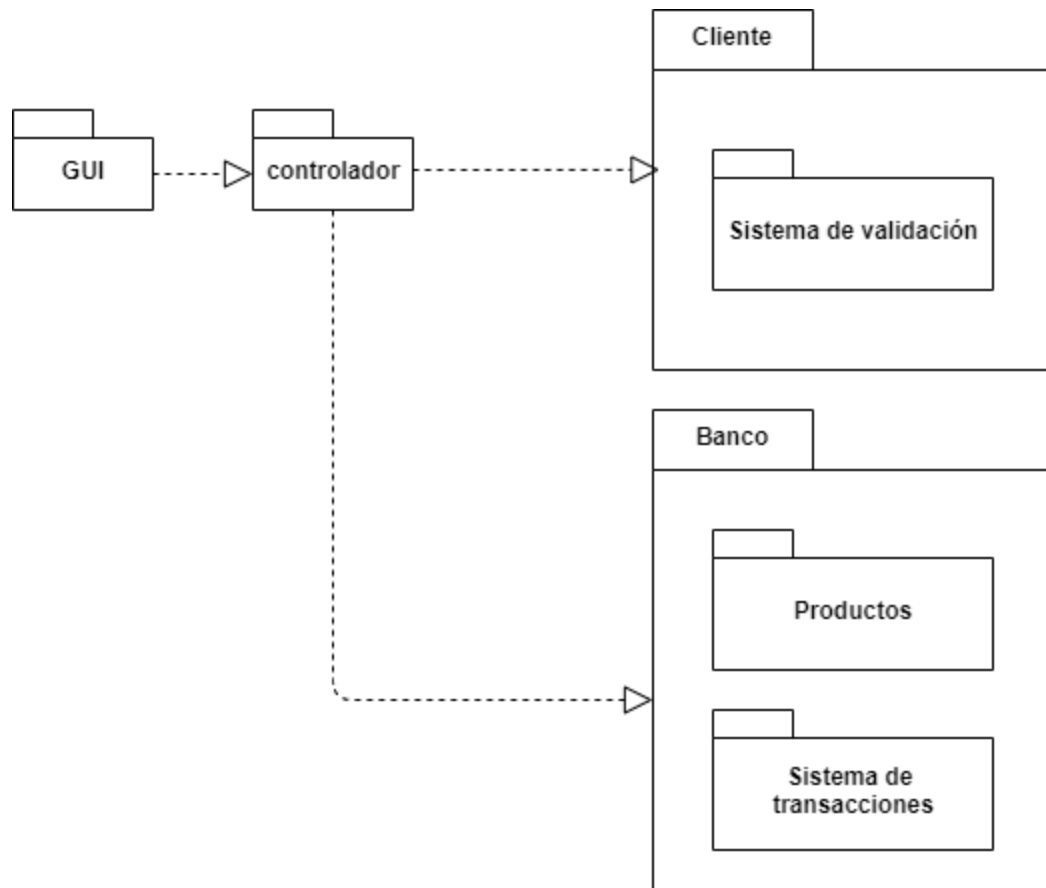 Cliente
GUI
controlador
Sistema de validación
Banco
Productos
Sistema de
transacciones